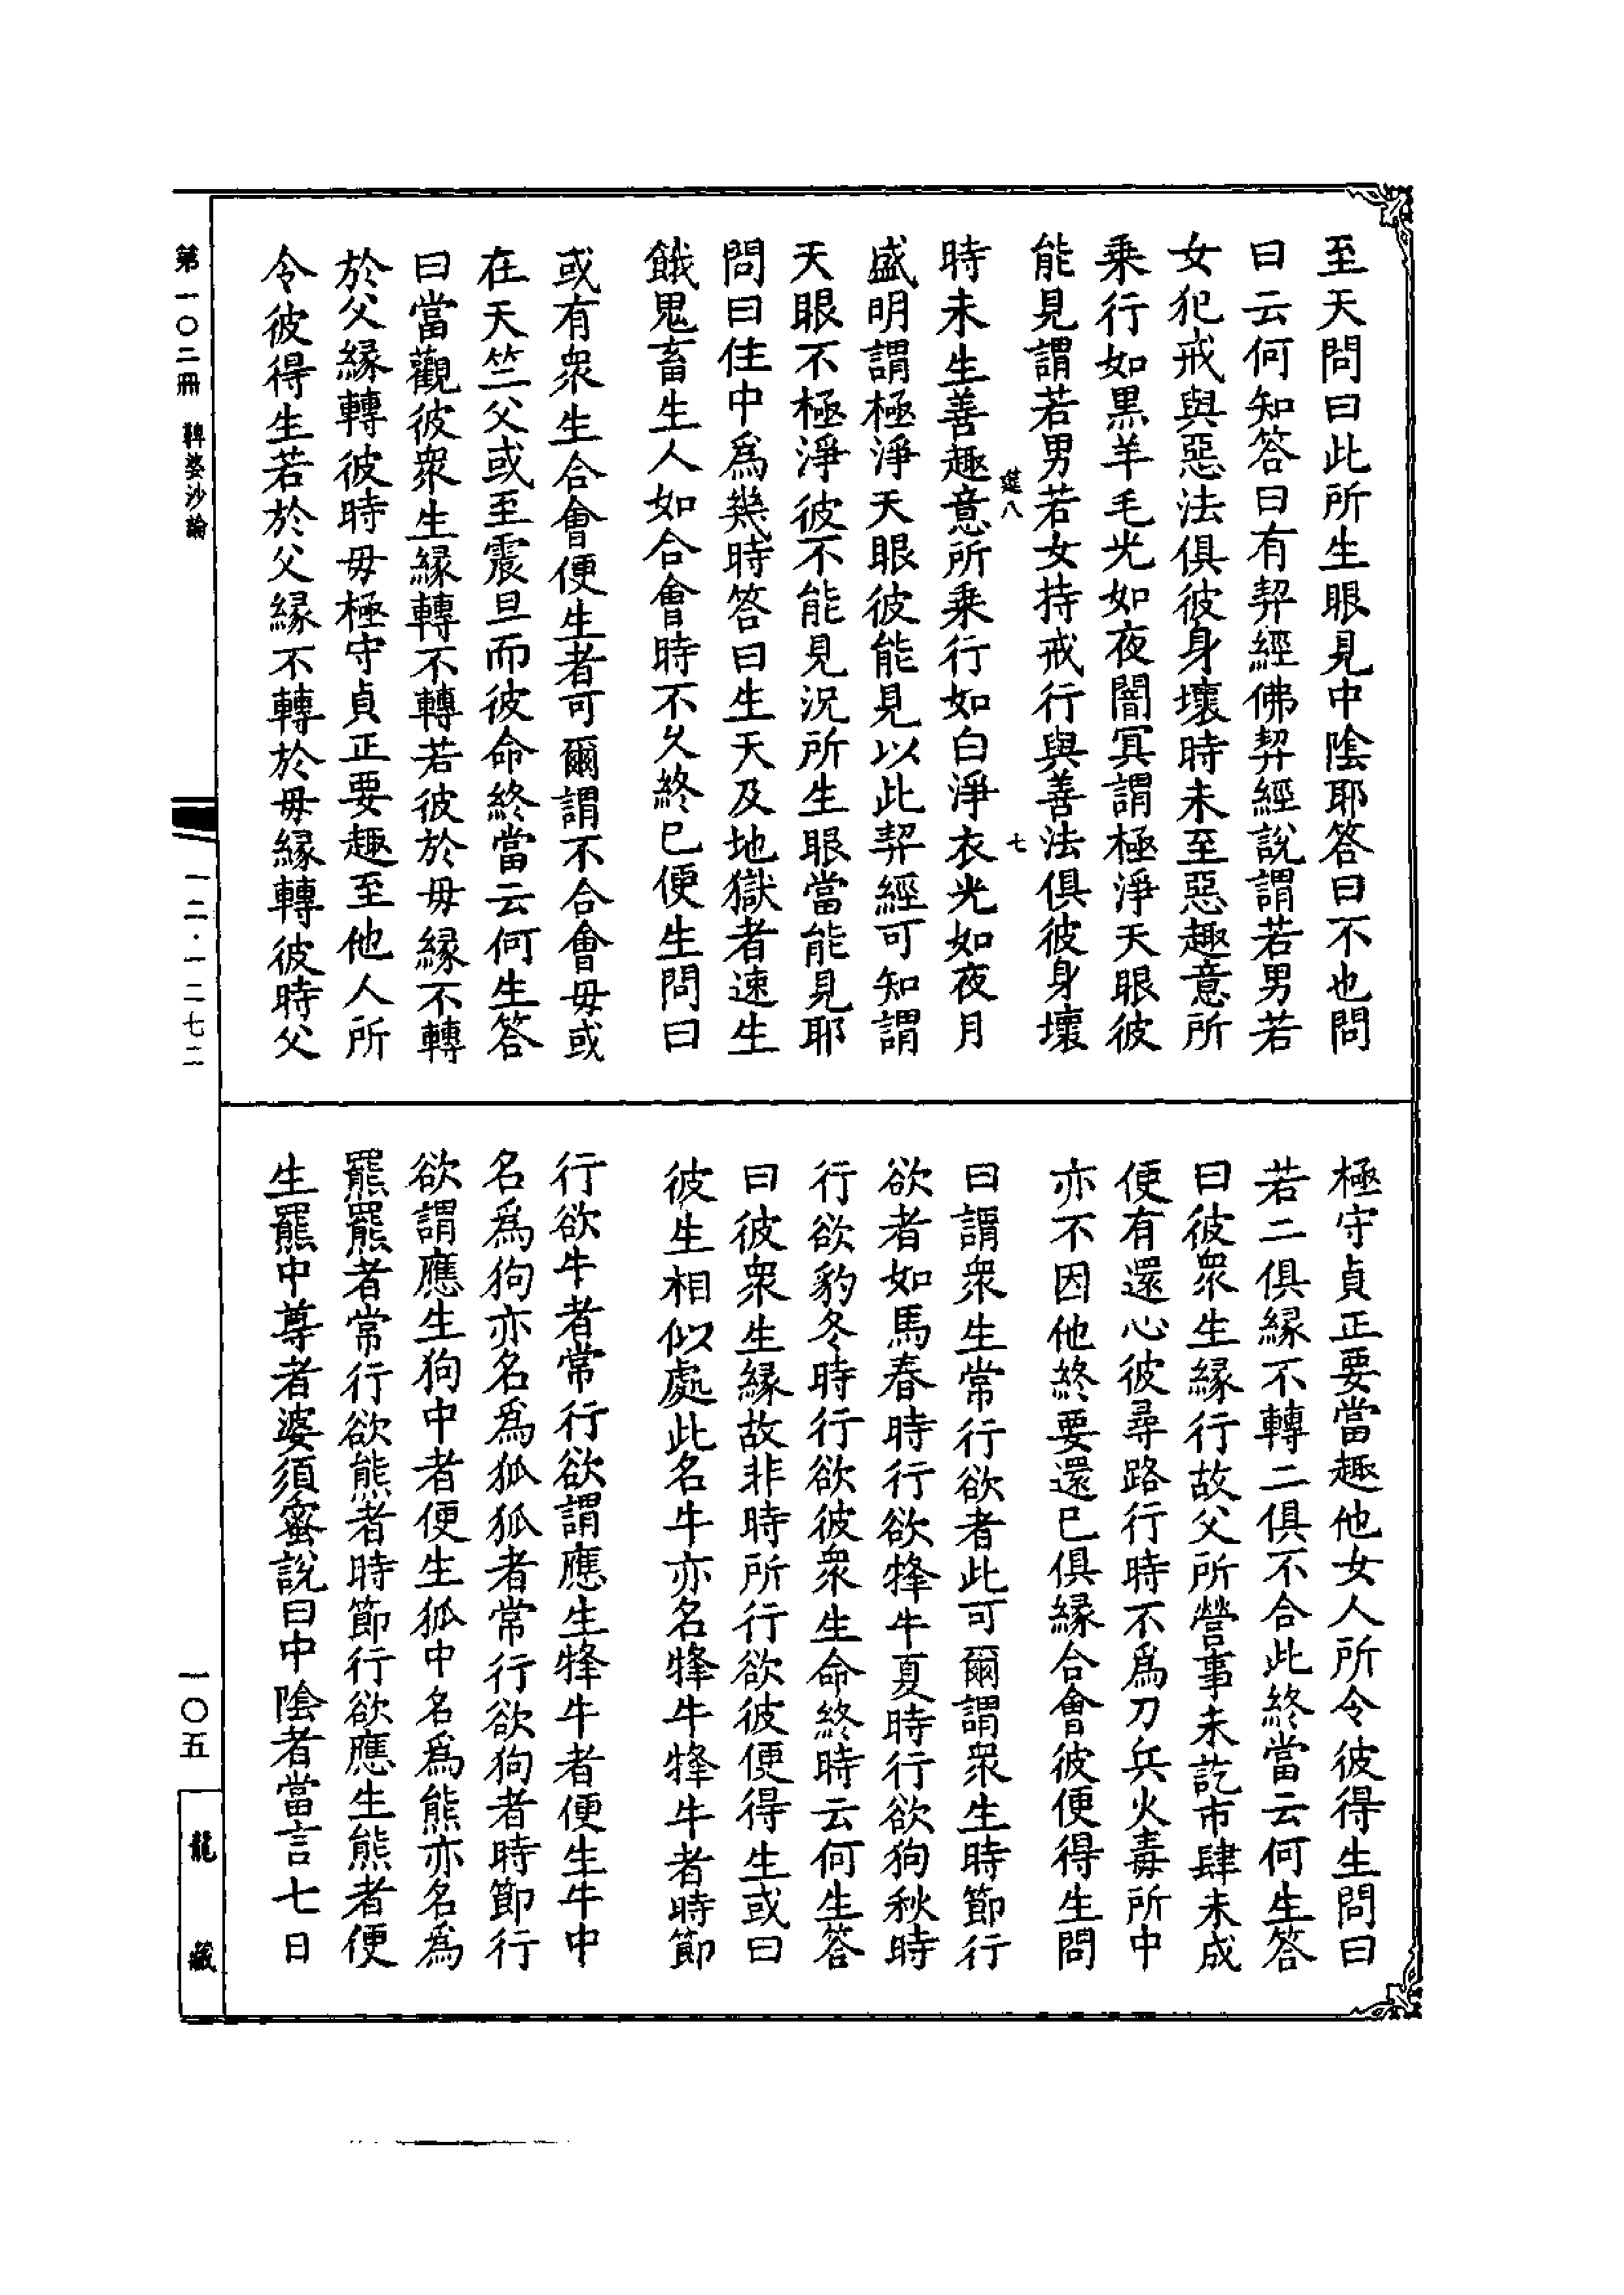 至天問曰此所生眼見中陰耶答曰不也問
曰云何知答曰有契經佛契經說謂若男若
女犯戒與惡法俱彼身壞時未至惡趣意所
乗行如黒羊毛光如夜闇冥謂極淨天眼彼
能見謂若男若女持戒行與善法俱彼身壞
筵八
七
時未生善趣意所乗行如白淨衣光如夜月
盛明謂極淨天眼彼能見以此契經可知謂
天眼不極淨彼不能見況所生眼當能見耶
問曰住中爲幾時答曰生天及地獄者速生
餓鬼畜生人如合會時不久終已便生問曰
或有衆生合會便生者可爾謂不合會母或
在天竺父或至震旦而彼命終當云何生答
曰當觀彼衆生緣轉不轉若彼於母緣不轉
於父緣轉彼時母極守貞正要趣至他人所
令彼得生若於父緣不轉於母緣轉彼時父
極守貞正要當趣他女人所令彼得生問曰
若二俱緣不轉二俱不合此終當云何生答
曰彼衆生緣行故父所營事未訖市肆未成
便有還心彼尋路行時不爲刀兵火毒所中
亦不因他終要還已俱緣合會彼便得生問
曰謂衆生常行欲者此可爾謂衆生時節行
欲者如馬春時行欲犎牛夏時行欲狗秋時
行欲豹冬時行欲彼衆生命終時云何生答
曰彼衆生緣故非時所行欲彼便得生或曰
彼生相似處此名牛亦名犎牛犎牛者時節
行欲牛者常行欲謂應生犎牛者便生牛中
名爲狗亦名爲狐狐者常行欲狗者時節行
欲謂應生狗中者便生狐中名爲熊亦名爲
羆羆者常行欲熊者時節行欲應生熊者便
生羆中尊者婆須蜜說曰中陰者當言七日
第一〇二冊 鞞婆沙論
一二·一二七二
一〇五
龍藏